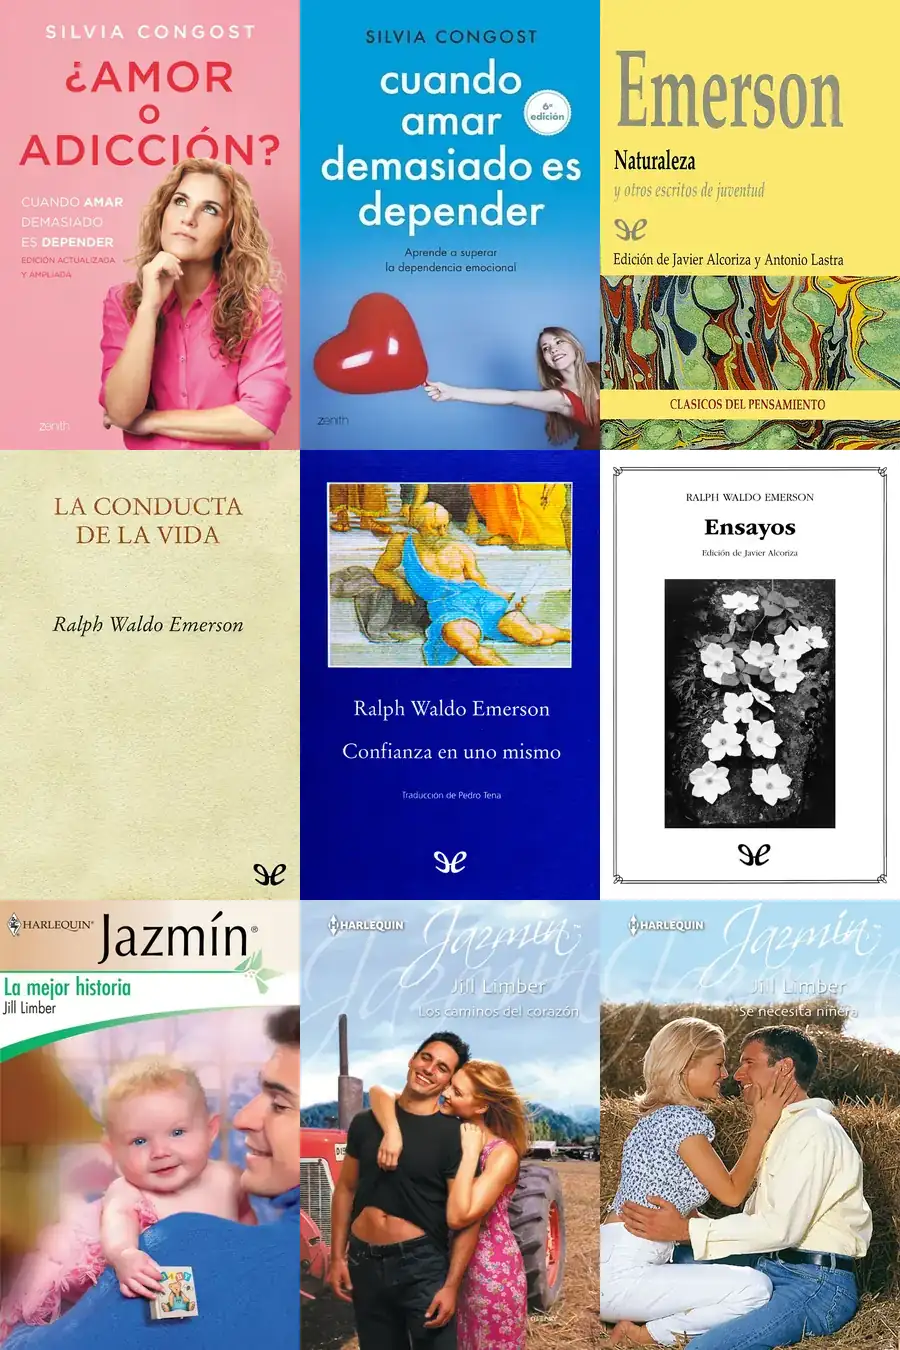 SILVIA CONGOST
¿AMOR
o
ADICCIÓN?
CUANDO AMAR
DEMASIADO
ES DEPENDER
EDICIÓN ACTUALIZADA
Y AMPLIADA
zenith
SILVIA CONGOST
cuando
amar
demasiado es
depender
6ª
edición
Aprende a superar
la dependencia emocional
zenith
Emerson
Naturaleza
y otros escritos de juventud
Edición de Javier Alcoriza y Antonio Lastra
CLASICOS DEL PENSAMIENTO
LA CONDUCTA
DE LA VIDA
Ralph Waldo Emerson
Ralph Waldo Emerson
Confianza en uno mismo
Traducción de Pedro Tena
RALPH WALDO EMERSON
Ensayos
Edición de Javier Alcoriza
HARLEQUIN®
Jazmín®
La mejor historia
Jill Limber
HARLEQUIN
Jazmín
Jill Limber
Los caminos del corazón
HARLEQUIN
Jazmín
Jill Limber
Se necesita niñera